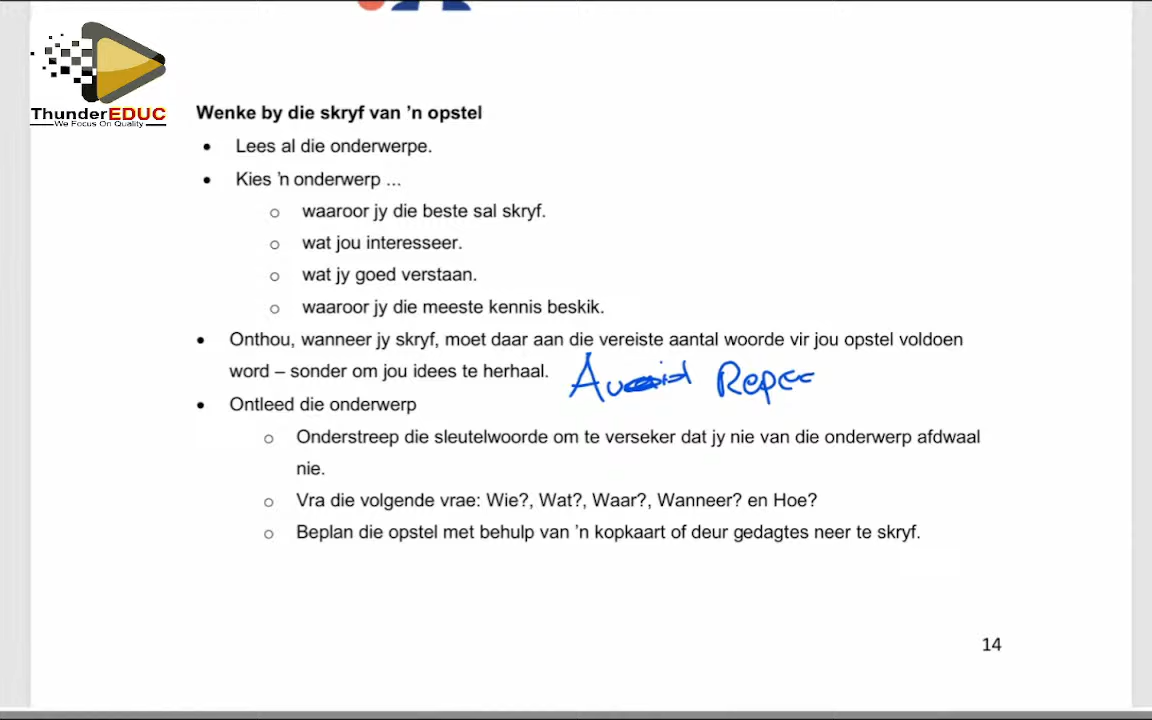 ThunderEDUC
We Focus On Quality
Wenke by die skryf van ’n opstel
• Lees al die onderwerpe.
• Kies ’n onderwerp ...
o waaroor jy die beste sal skryf.
o wat jou interesseer.
o wat jy goed verstaan.
o waaroor jy die meeste kennis beskik.
• Onthou, wanneer jy skryf, moet daar aan die vereiste aantal woorde vir jou opstel voldoen
word – sonder om jou idees te herhaal.
Avoid Repee
• Ontleed die onderwerp
o Onderstreep die sleutelwoorde om te verseker dat jy nie van die onderwerp afdwaal
nie.
o Vra die volgende vrae: Wie?, Wat?, Waar?, Wanneer? en Hoe?
o Beplan die opstel met behulp van ’n kopkaart of deur gedagtes neer te skryf.
14